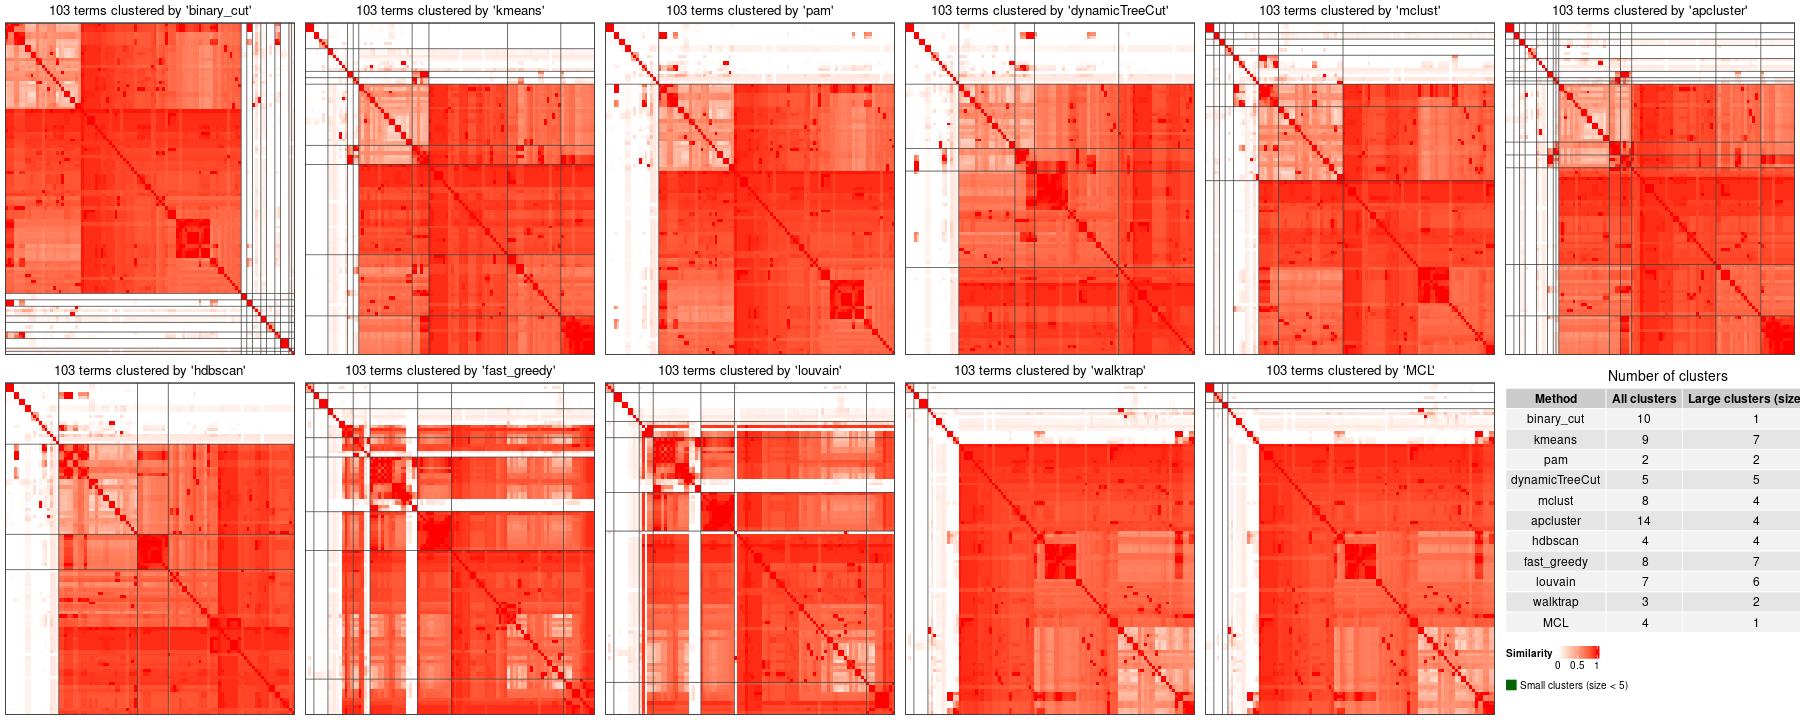 103 terms clustered by 'binary_cut'
103 terms clustered by 'kmeans'
103 terms clustered by 'pam'
103 terms clustered by 'dynamicTreeCut'
103 terms clustered by 'mclust'
103 terms clustered by 'apcluster'
103 terms clustered by 'hdbscan'
103 terms clustered by 'fast_greedy'
103 terms clustered by 'louvain'
103 terms clustered by 'walktrap'
103 terms clustered by 'MCL'
Number of clusters
Method All clusters Large clusters (size
binary_cut 10 1
kmeans 9 7
pam 2 2
dynamicTreeCut 5 5
mclust 8 4
apcluster 14 4
hdbscan 4 4
fast_greedy 8 7
louvain 7 6
walktrap 3 2
MCL 4 1
Similarity
0 0.5 1
Small clusters (size < 5)